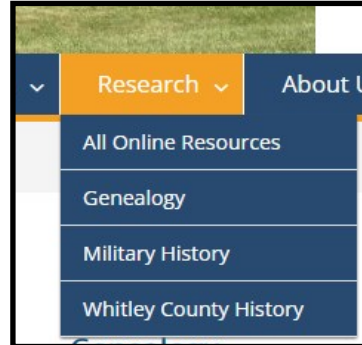 Research About
All Online Resources
Genealogy
Military History
Whitley County History